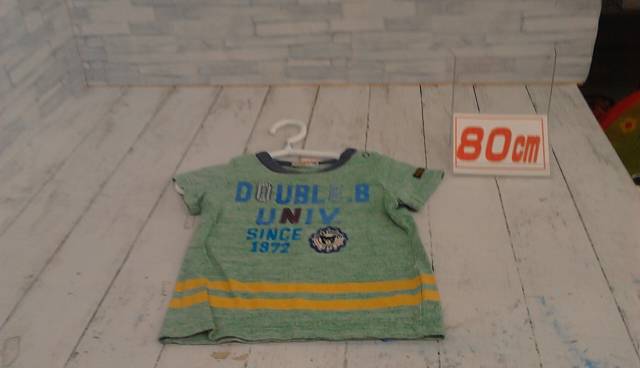 DOUBLE.B
UNIV.
SINCE
1972
80cm